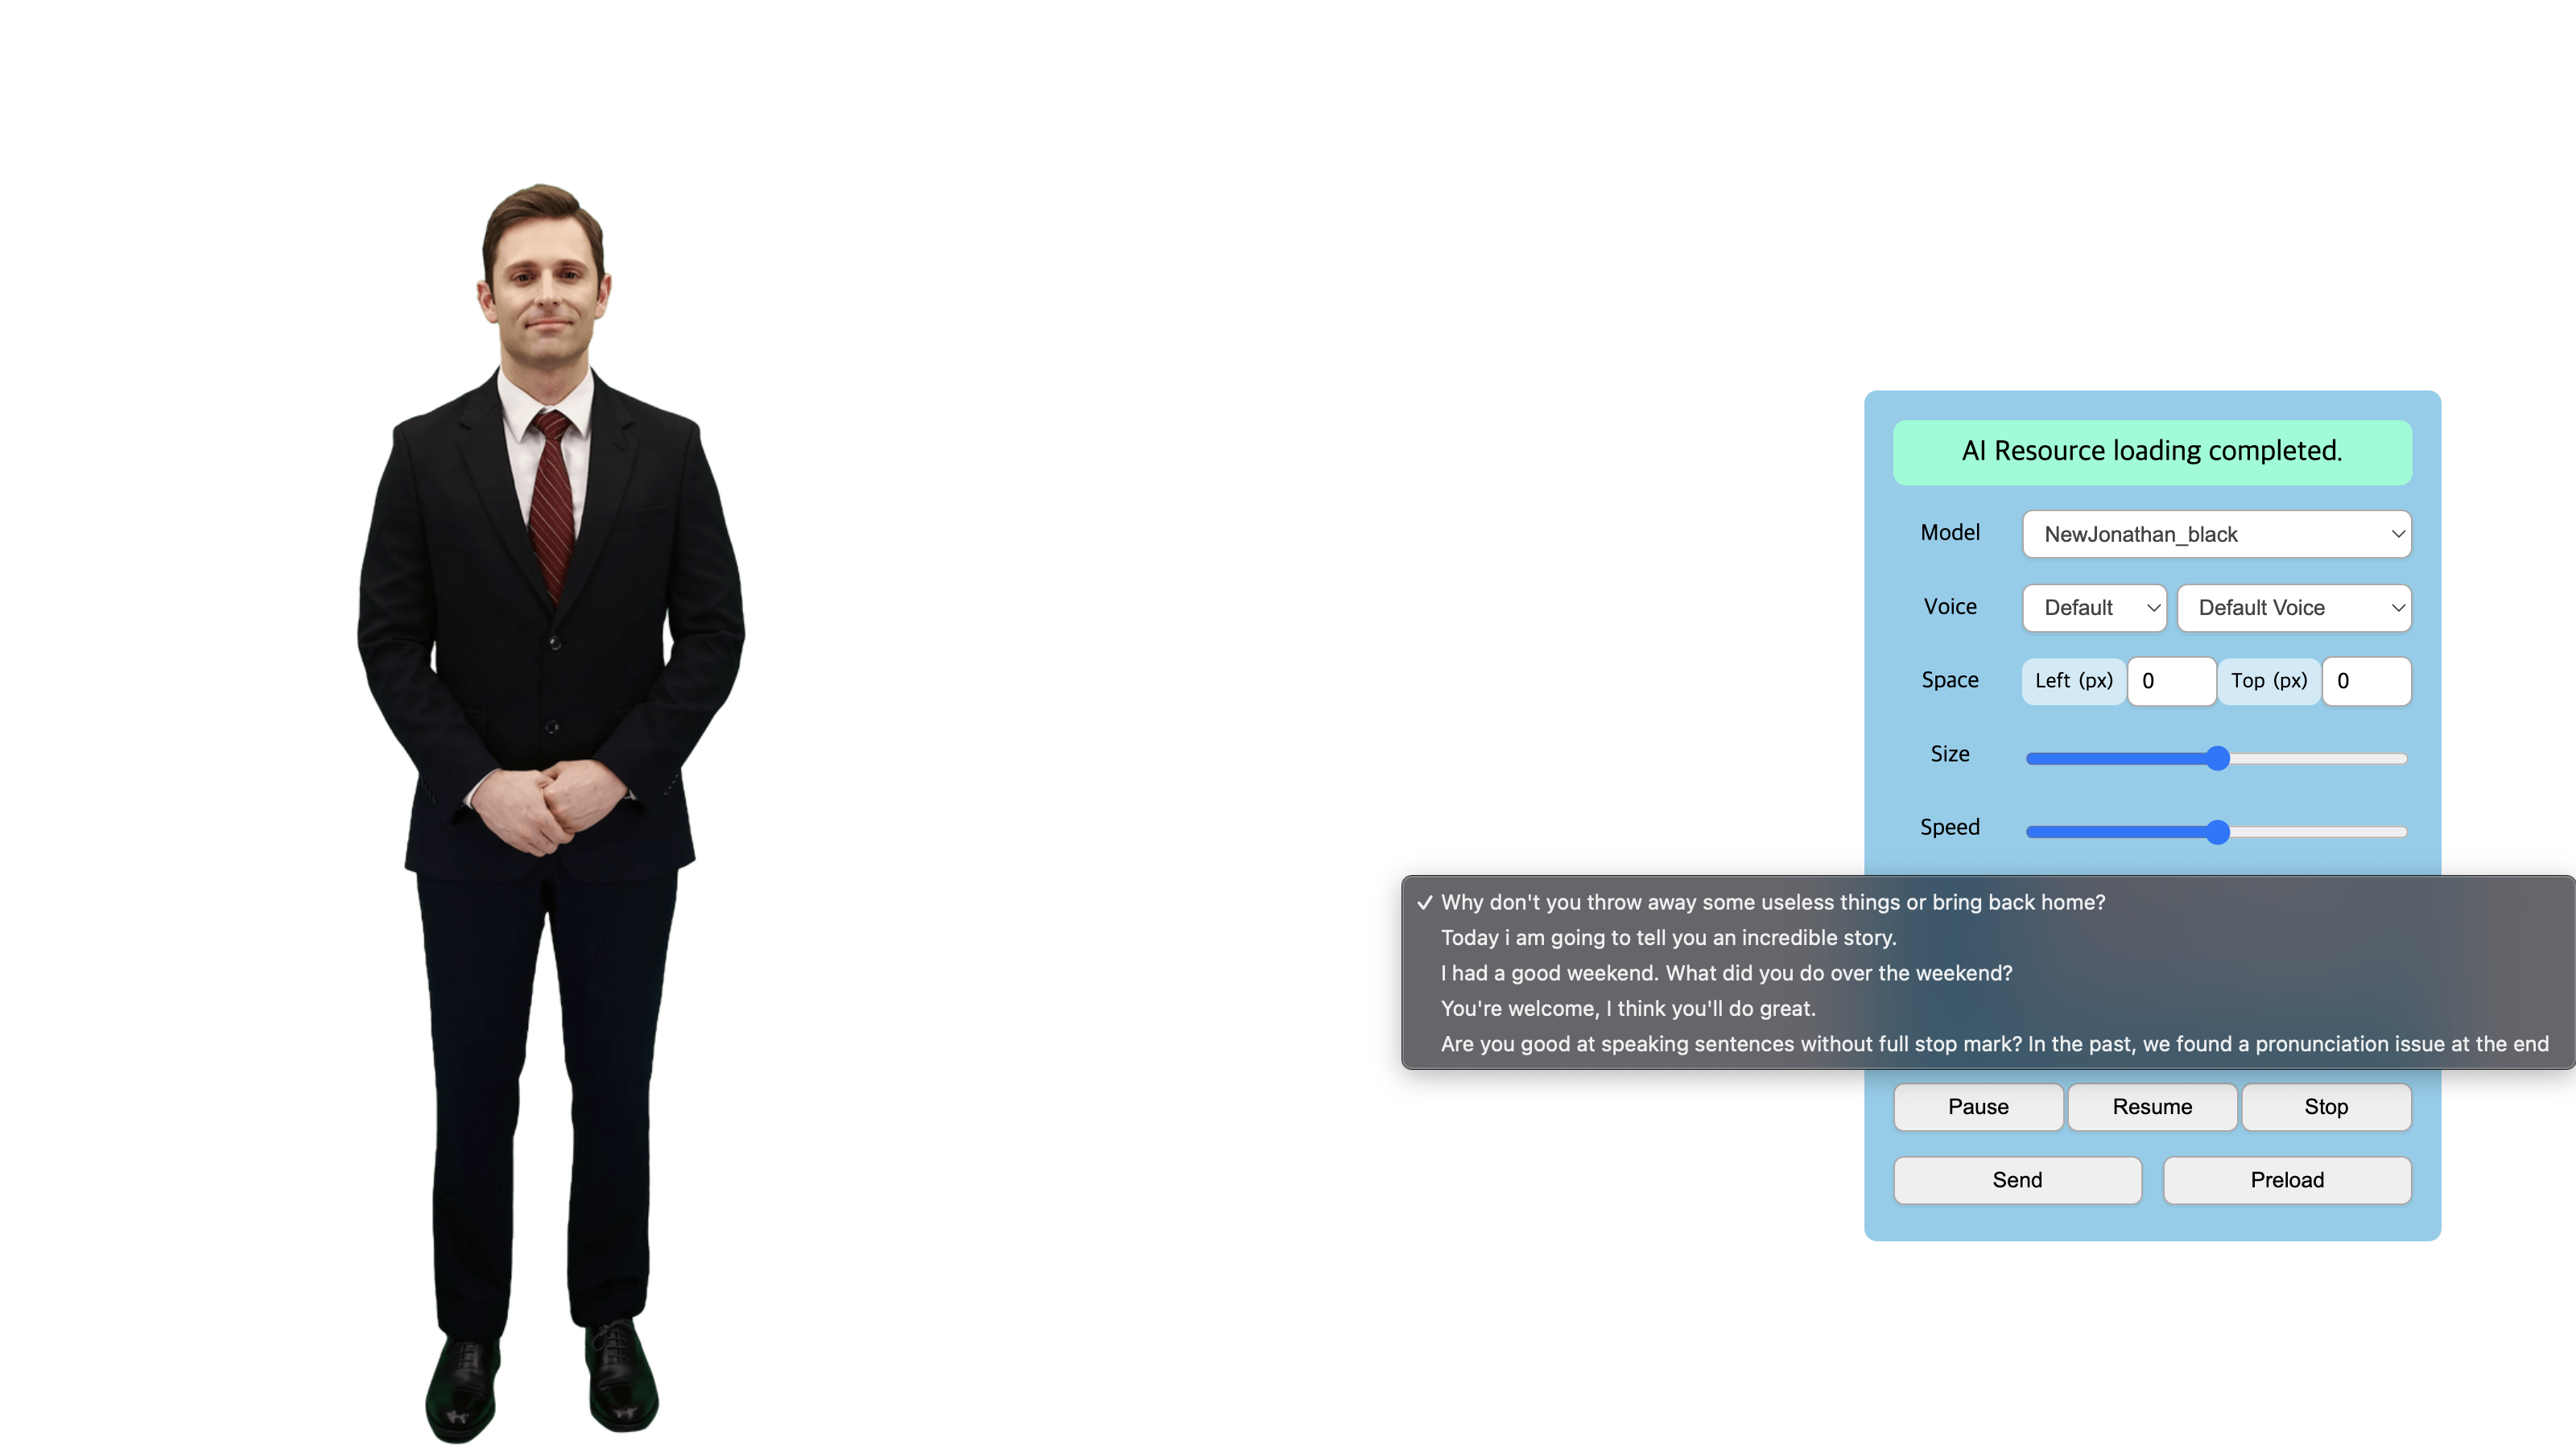 AI Resource loading completed.
Model NewJonathan_black
Voice Default Default Voice
Space Left (px) 0 Top (px) 0
Size
Speed
✓ Why don't you throw away some useless things or bring back home?
Today i am going to tell you an incredible story.
I had a good weekend. What did you do over the weekend?
You're welcome, I think you'll do great.
Are you good at speaking sentences without full stop mark? In the past, we found a pronunciation issue at the end
Pause Resume Stop
Send Preload